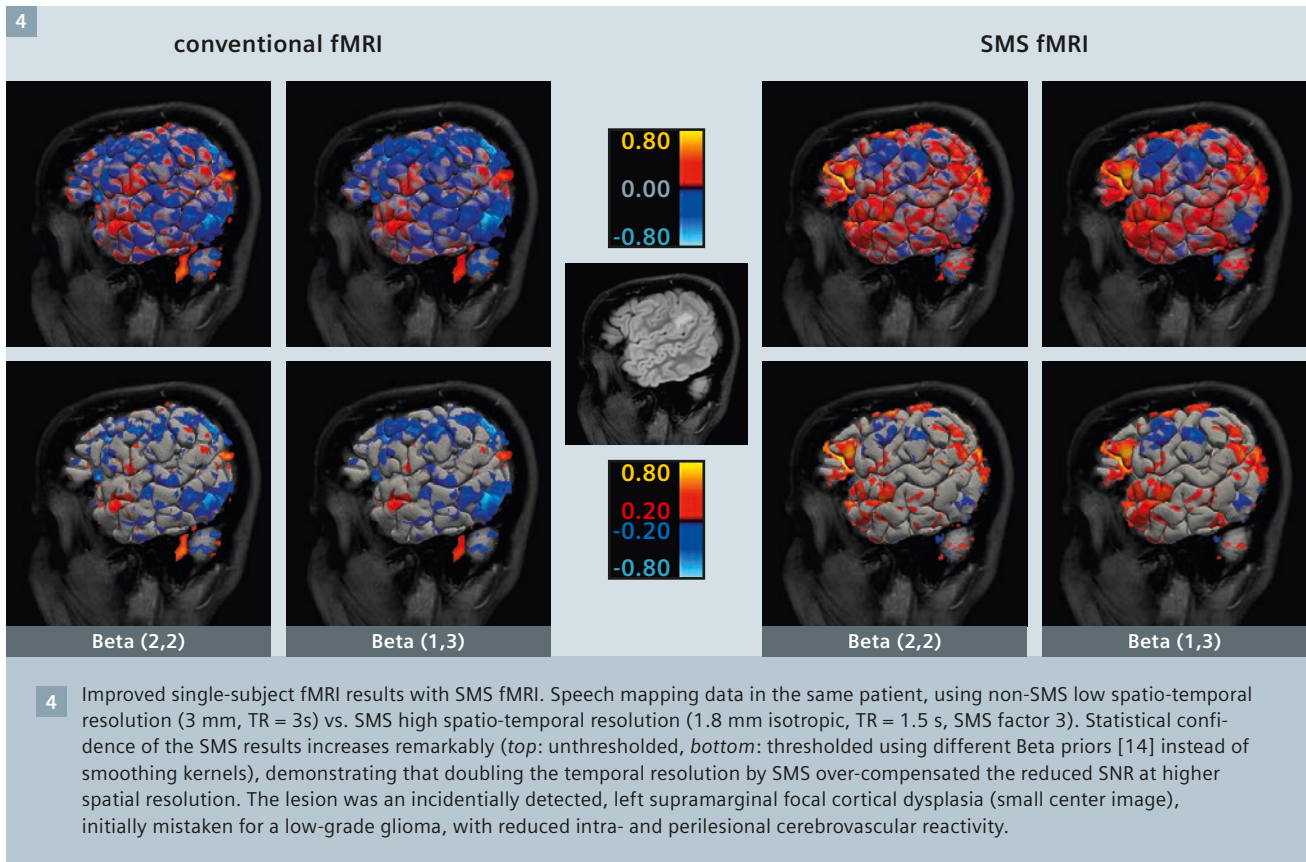 4
conventional fMRI
SMS fMRI
0.80
0.00
-0.80
0.80
0.20
-0.20
-0.80
Beta (2,2)
Beta (1,3)
Beta (2,2)
Beta (1,3)
4
Improved single-subject fMRI results with SMS fMRI. Speech mapping data in the same patient, using non-SMS low spatio-temporal
resolution (3 mm, TR = 3s) vs. SMS high spatio-temporal resolution (1.8 mm isotropic, TR = 1.5 s, SMS factor 3). Statistical confi-
dence of the SMS results increases remarkably (top: unthresholded, bottom: thresholded using different Beta priors [14] instead of
smoothing kernels), demonstrating that doubling the temporal resolution by SMS over-compensated the reduced SNR at higher
spatial resolution. The lesion was an incidentially detected, left supramarginal focal cortical dysplasia (small center image),
initially mistaken for a low-grade glioma, with reduced intra- and perilesional cerebrovascular reactivity.